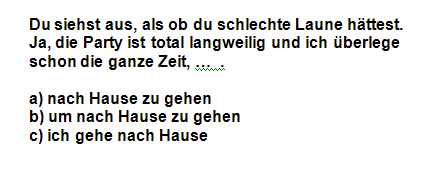 Du siehst aus, als ob du schlechte Laune hättest.
Ja, die Party ist total langweilig und ich überlege
schon die ganze Zeit, ... .
a) nach Hause zu gehen
b) um nach Hause zu gehen
c) ich gehe nach Hause